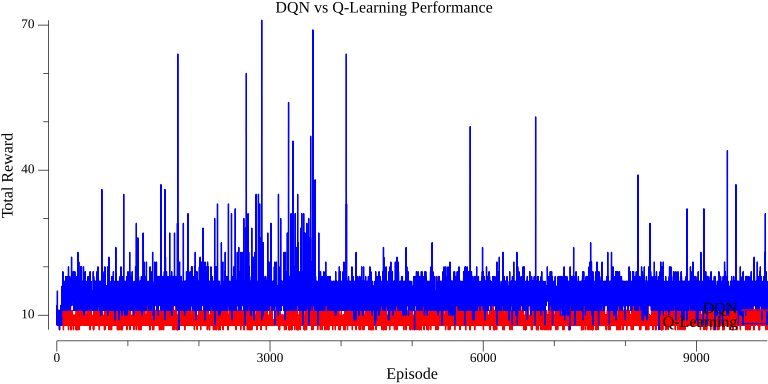 DQN vs Q-Learning Performance
70
40
10
Total Reward
DQN
Q-Learning
0
3000
6000
9000
Episode